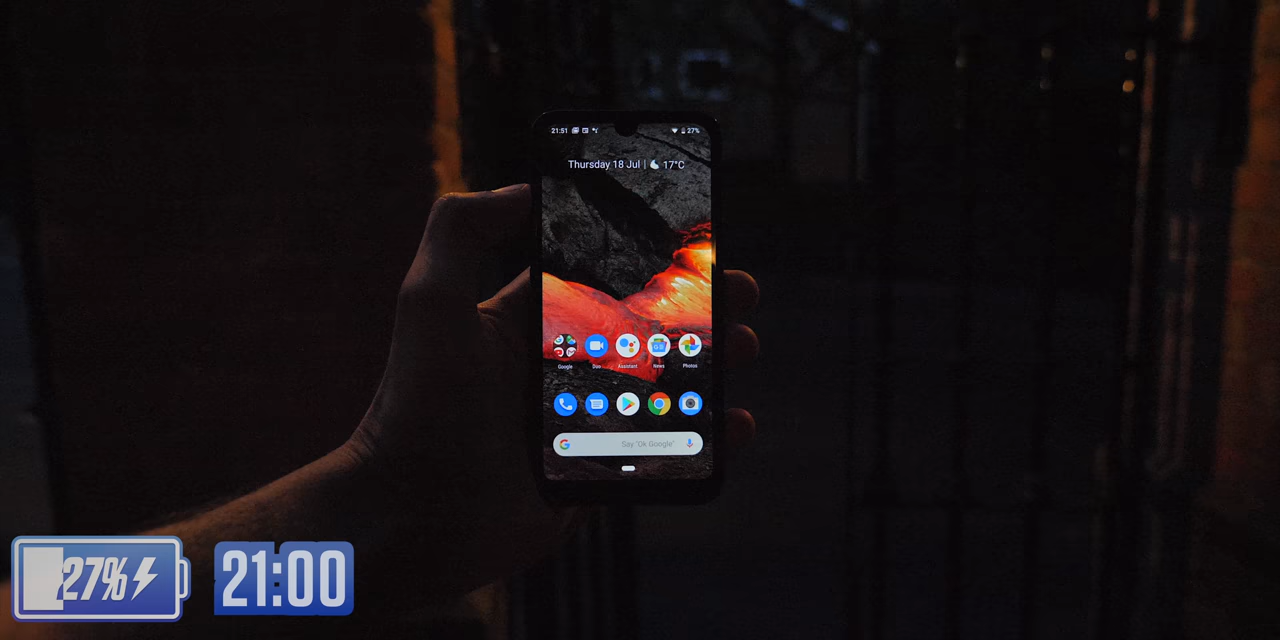 21:51 27%
Thursday 18 Jul | 17°C
Google Duo Assistant News Photos
G Say "Ok Google"
27% 21:00